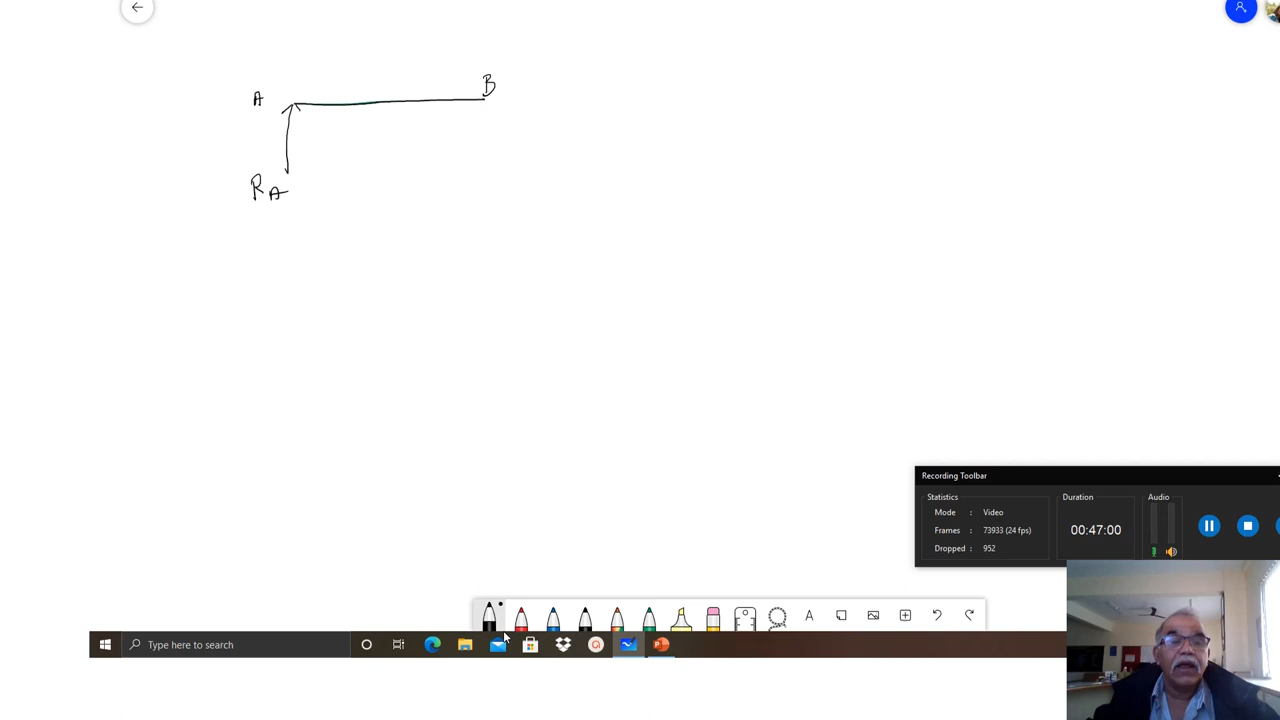 B
A
R A
Recording Toolbar
Statistics Duration Audio
Mode : Video
Frames : 73933 (24 fps) 00:47:00
Dropped : 952
A
Type here to search